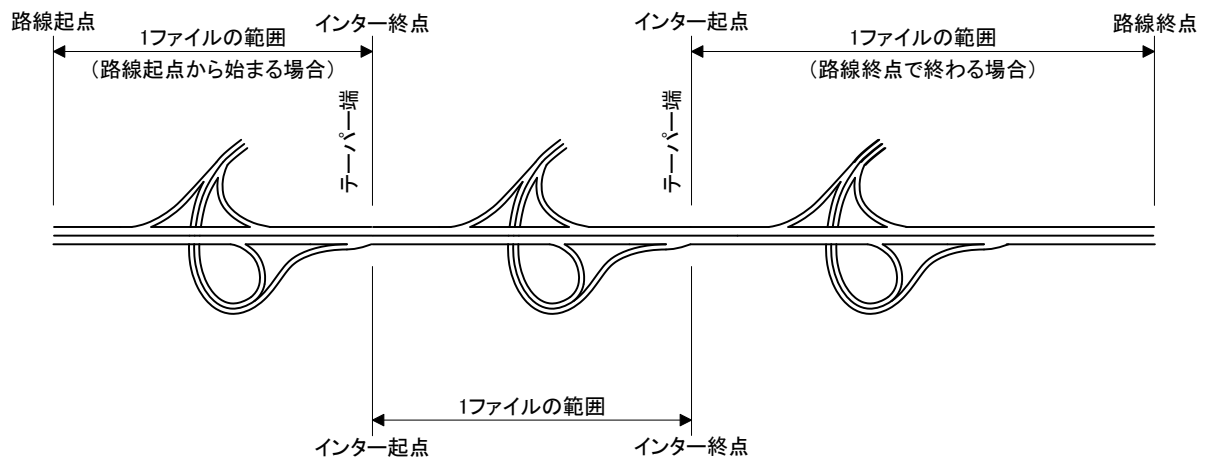 路線起点
インター終点
インター起点
路線終点
1ファイルの範囲
(路線起点から始まる場合)
1ファイルの範囲
(路線終点で終わる場合)
テーパー端
テーパー端
1ファイルの範囲
インター起点
インター終点